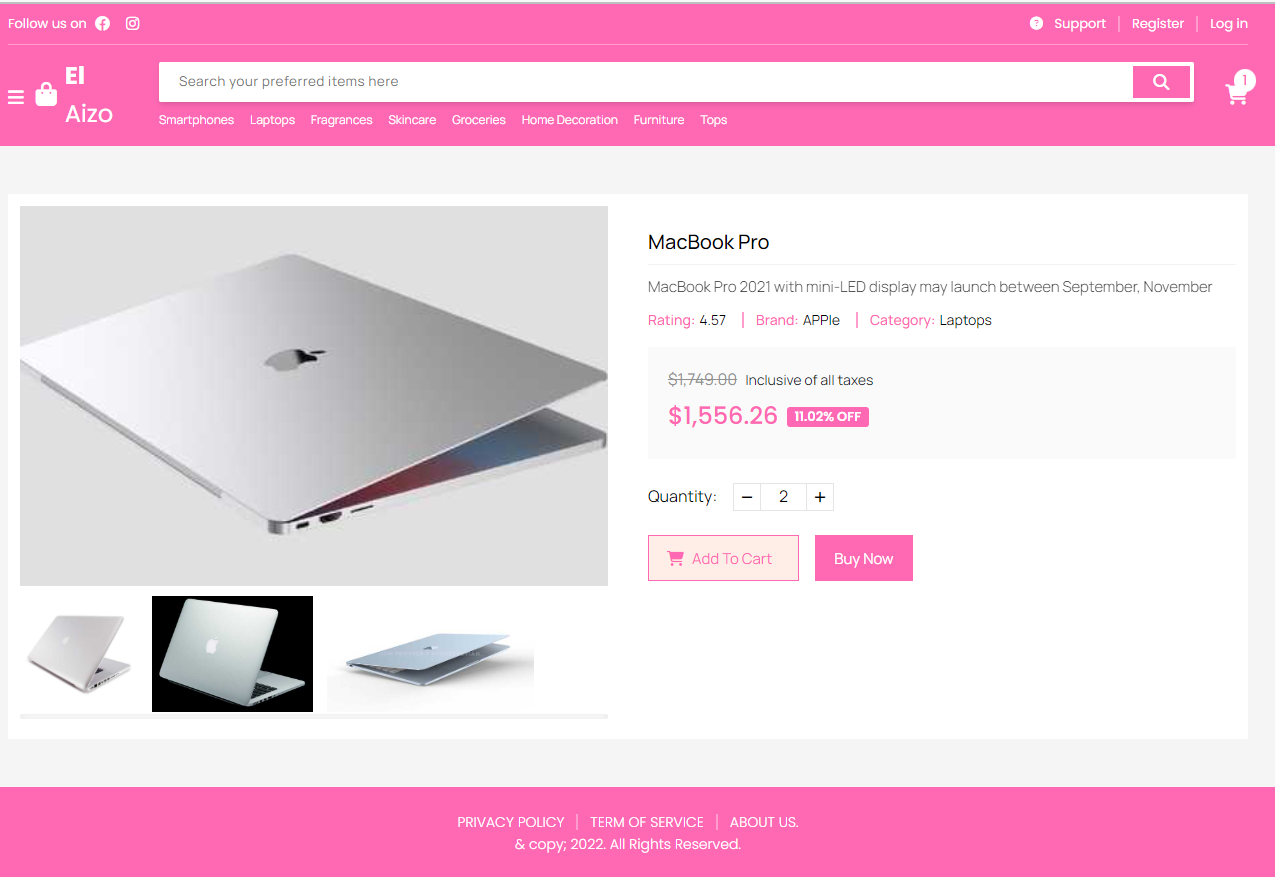 Follow us on
? Support | Register | Log in
El
Aizo
Search your preferred items here
1
Smartphones Laptops Fragrances Skincare Groceries Home Decoration Furniture Tops
MacBook Pro
MacBook Pro 2021 with mini-LED display may launch between September, November
Rating: 4.57 | Brand: APPle | Category: Laptops
$1,749.00 Inclusive of all taxes
$1,556.26 11.02% OFF
Quantity: − 2 +
Add To Cart
Buy Now
PRIVACY POLICY | TERM OF SERVICE | ABOUT US.
& copy; 2022. All Rights Reserved.